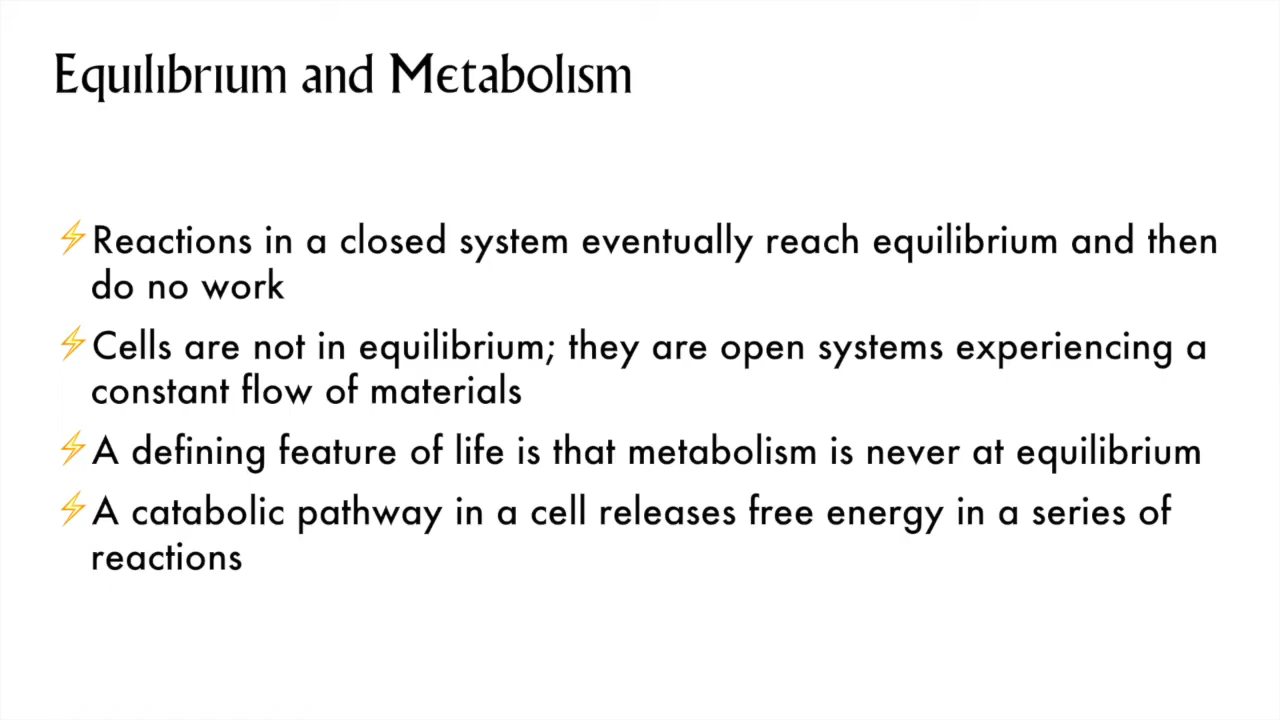 Equilibrium and Metabolism
⚡Reactions in a closed system eventually reach equilibrium and then
do no work
⚡Cells are not in equilibrium; they are open systems experiencing a
constant flow of materials
⚡A defining feature of life is that metabolism is never at equilibrium
⚡A catabolic pathway in a cell releases free energy in a series of
reactions